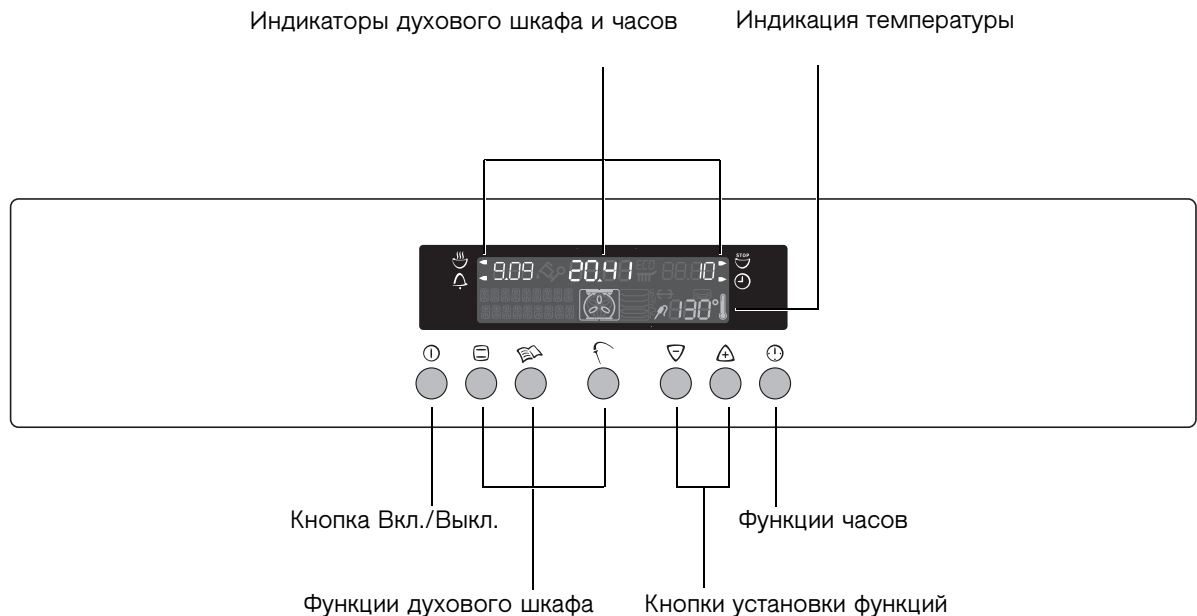 Индикаторы духового шкафа и часов
Индикация температуры
STOP
9.09 20.41 ECO 10
130°
Кнопка Вкл./Выкл.
Функции часов
Функции духового шкафа
Кнопки установки функций